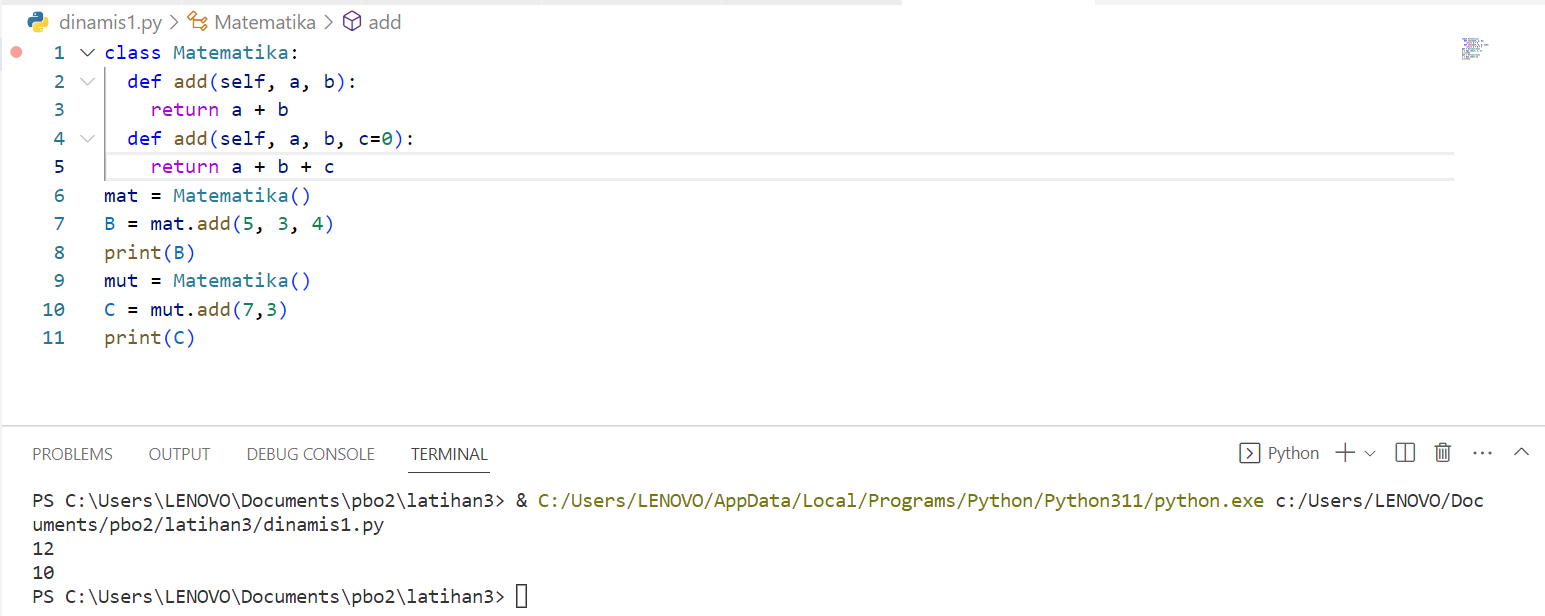 dinamis1.py > Matematika > add
1 class Matematika:
2 def add(self, a, b):
3 return a + b
4 def add(self, a, b, c=0):
5 return a + b + c
6 mat = Matematika()
7 B = mat.add(5, 3, 4)
8 print(B)
9 mut = Matematika()
10 C = mut.add(7,3)
11 print(C)
PROBLEMS OUTPUT DEBUG CONSOLE TERMINAL Python
PS C:\Users\LENOVO\Documents\pbo2\latihan3> & C:/Users/LENOVO/AppData/Local/Programs/Python/Python311/python.exe c:/Users/LENOVO/Doc
uments/pbo2/latihan3/dinamis1.py
12
10
PS C:\Users\LENOVO\Documents\pbo2\latihan3>